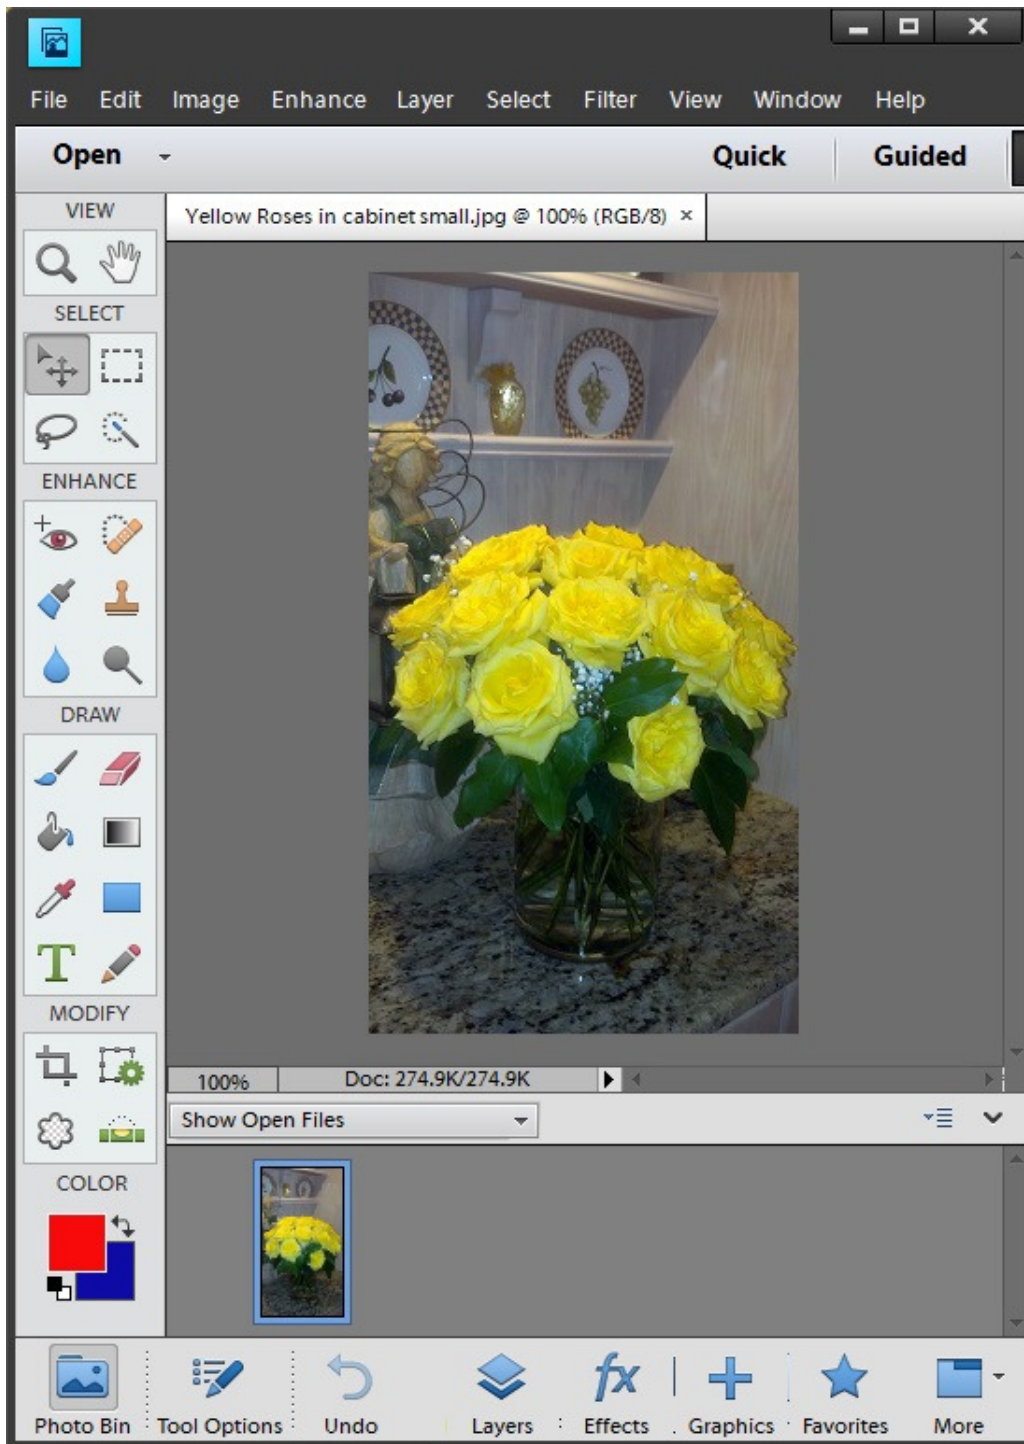 File Edit Image Enhance Layer Select Filter View Window Help
Open Quick Guided
VIEW
Yellow Roses in cabinet small.jpg @ 100% (RGB/8) ×
SELECT
ENHANCE
DRAW
T
MODIFY
100% Doc: 274.9K/274.9K
Show Open Files
COLOR
fx
Photo Bin Tool Options Undo Layers Effects Graphics Favorites More